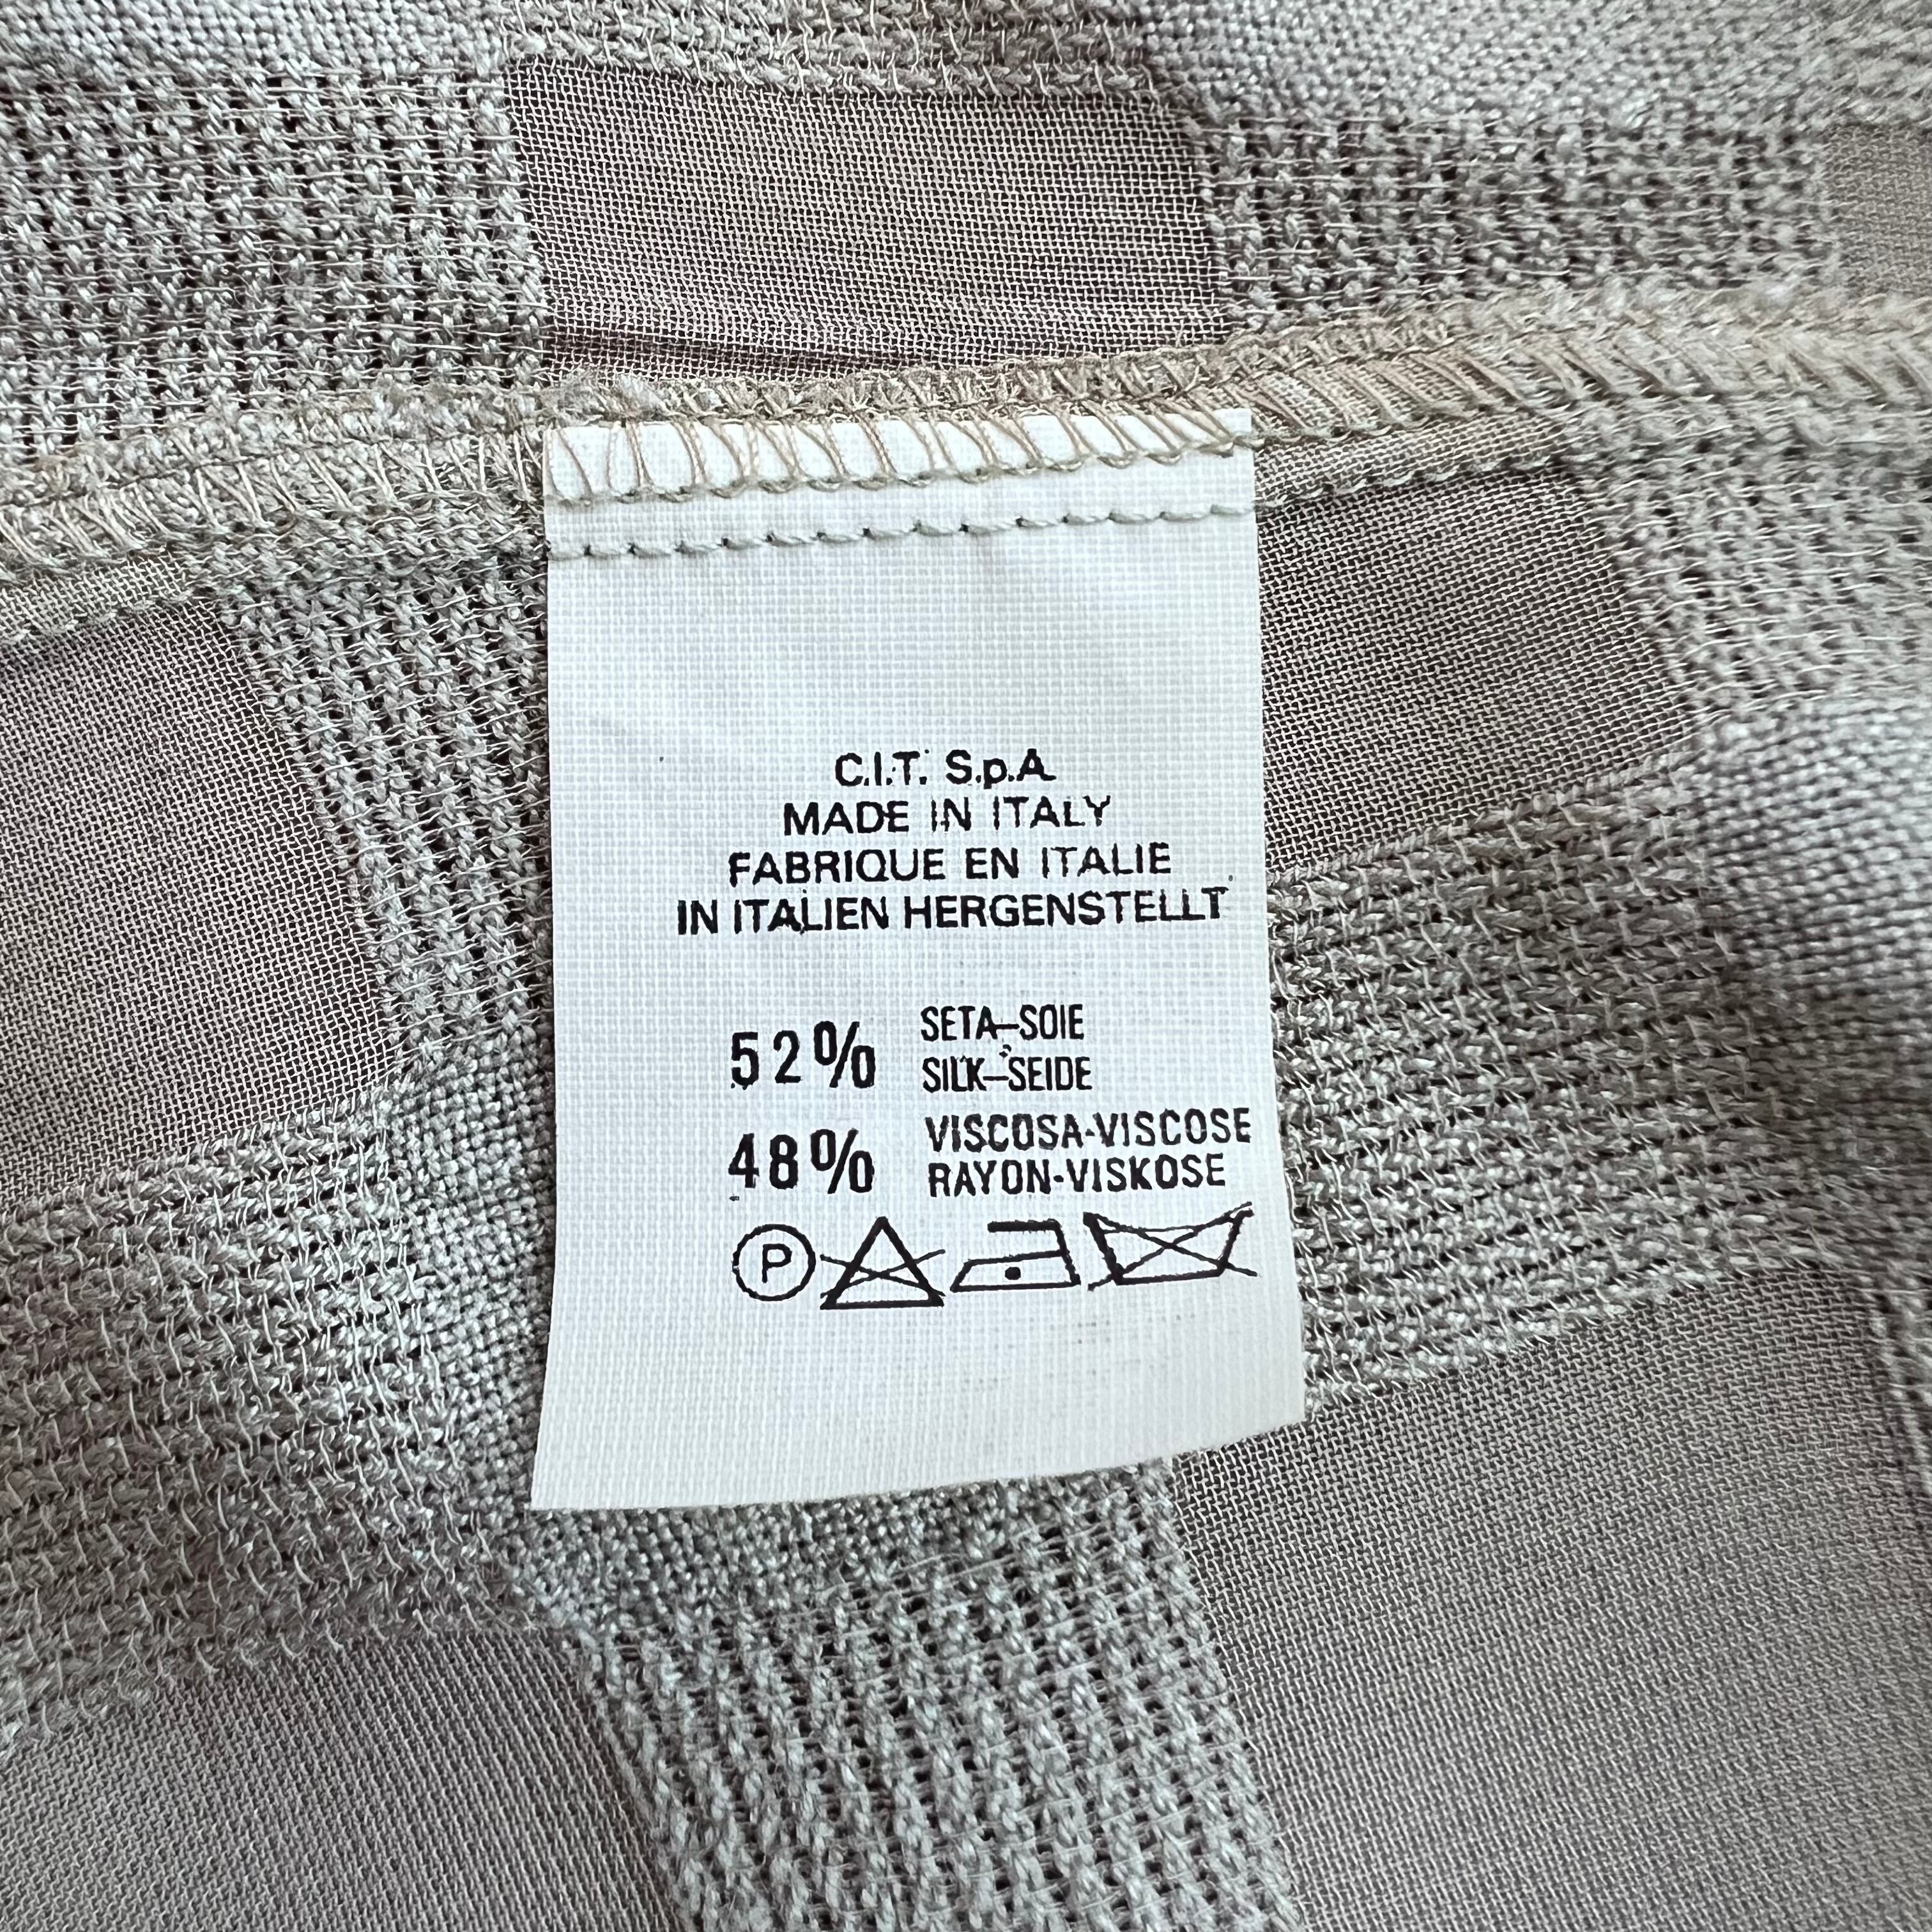 C.I.T. S.p.A.
MADE IN ITALY
FABRIQUE EN ITALIE
IN ITALIEN HERGENSTELLT
52% SETA-SOIE
SILK-SEIDE
48% VISCOSA-VISCOSE
RAYON-VISKOSE
P